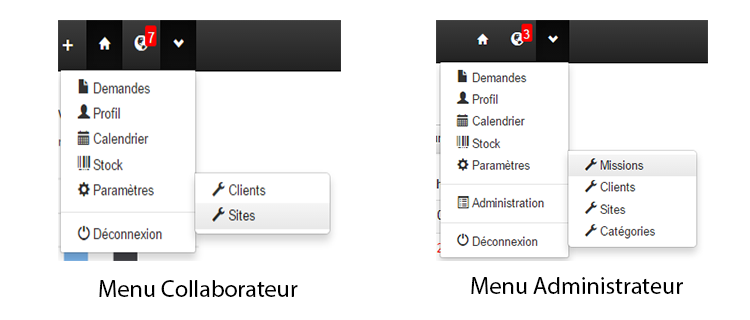 + 7
Demandes
Profil
Calendrier
Stock
Paramètres
Clients
Sites
Déconnexion
Menu Collaborateur
3
Demandes
Profil
Calendrier
Stock
Paramètres
Missions
Clients
Sites
Catégories
Administration
Déconnexion
Menu Administrateur